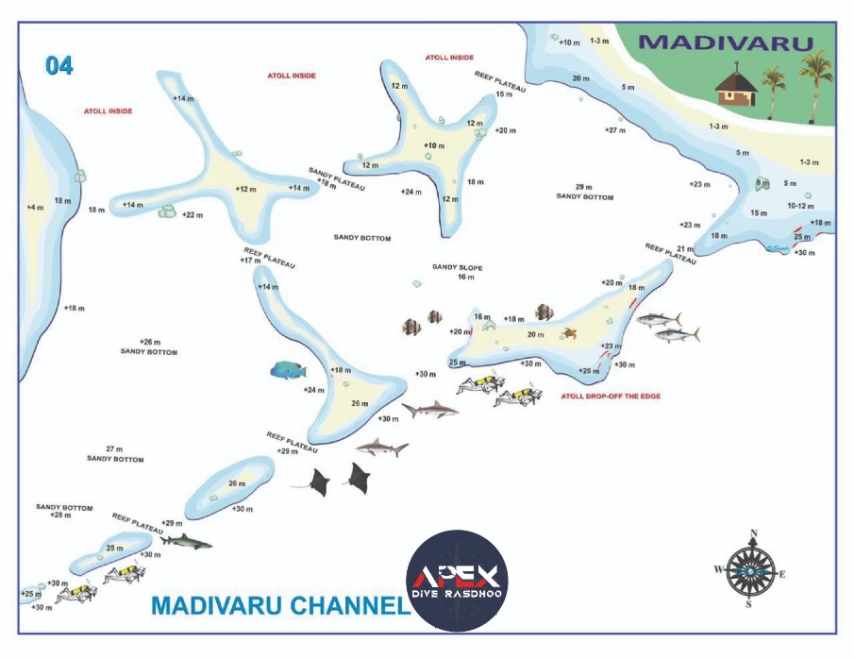 04
ATOLL INSIDE
ATOLL INSIDE
ATOLL INSIDE
MADIVARU
+10 m
1-3 m
20 m
5 m
+27 m
1-3 m
5 m
1-3 m
+23 m
8 m
5 m
10-12 m
15 m
+18 m
+23 m
18 m
25 m
21 m
+30 m
REEF PLATEAU
15 m
12 m
12 m
+20 m
+10 m
12 m
+24 m
18 m
12 m
29 m
SANDY BOTTOM
+14 m
+12 m
+14 m
SANDY PLATEAU
+18 m
+14 m
+22 m
18 m
18 m
+4 m
SANDY BOTTOM
REEF PLATEAU
+17 m
SANDY SLOPE
16 m
REEF PLATEAU
+14 m
+20 m
18 m
+18 m
16 m
+18 m
+20 m
20 m
+23 m
25 m
+30 m
+26 m
+30 m
+26 m
SANDY BOTTOM
+18 m
+24 m
+30 m
26 m
+30 m
ATOLL DROP-OFF THE EDGE
27 m
SANDY BOTTOM
REEF PLATEAU
+29 m
26 m
+30 m
SANDY BOTTOM
+28 m
REEF PLATEAU
+29 m
25 m
+30 m
+30 m
+25 m
+30 m
MADIVARU CHANNEL
APEX
DIVE RASDHOO
N
W
E
S